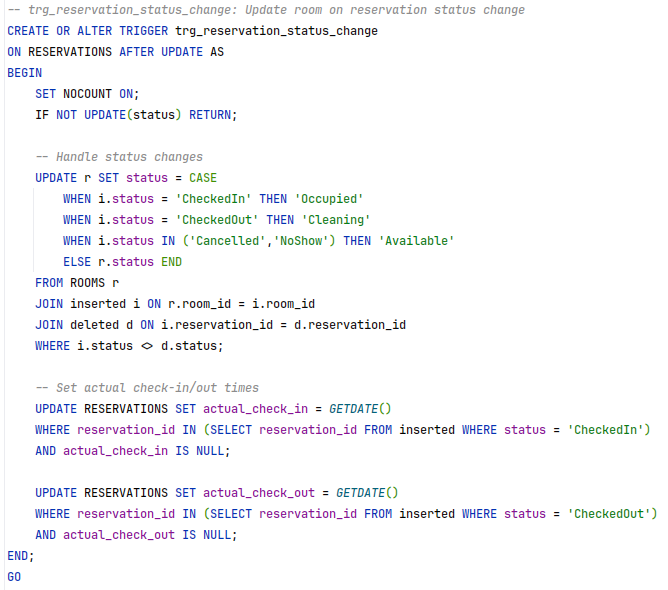 -- trg_reservation_status_change: Update room on reservation status change
CREATE OR ALTER TRIGGER trg_reservation_status_change
ON RESERVATIONS AFTER UPDATE AS
BEGIN
    SET NOCOUNT ON;
    IF NOT UPDATE(status) RETURN;

    -- Handle status changes
    UPDATE r SET status = CASE
        WHEN i.status = 'CheckedIn' THEN 'Occupied'
        WHEN i.status = 'CheckedOut' THEN 'Cleaning'
        WHEN i.status IN ('Cancelled','NoShow') THEN 'Available'
        ELSE r.status END
    FROM ROOMS r
    JOIN inserted i ON r.room_id = i.room_id
    JOIN deleted d ON i.reservation_id = d.reservation_id
    WHERE i.status <> d.status;

    -- Set actual check-in/out times
    UPDATE RESERVATIONS SET actual_check_in = GETDATE()
    WHERE reservation_id IN (SELECT reservation_id FROM inserted WHERE status = 'CheckedIn')
    AND actual_check_in IS NULL;

    UPDATE RESERVATIONS SET actual_check_out = GETDATE()
    WHERE reservation_id IN (SELECT reservation_id FROM inserted WHERE status = 'CheckedOut')
    AND actual_check_out IS NULL;
END;
GO